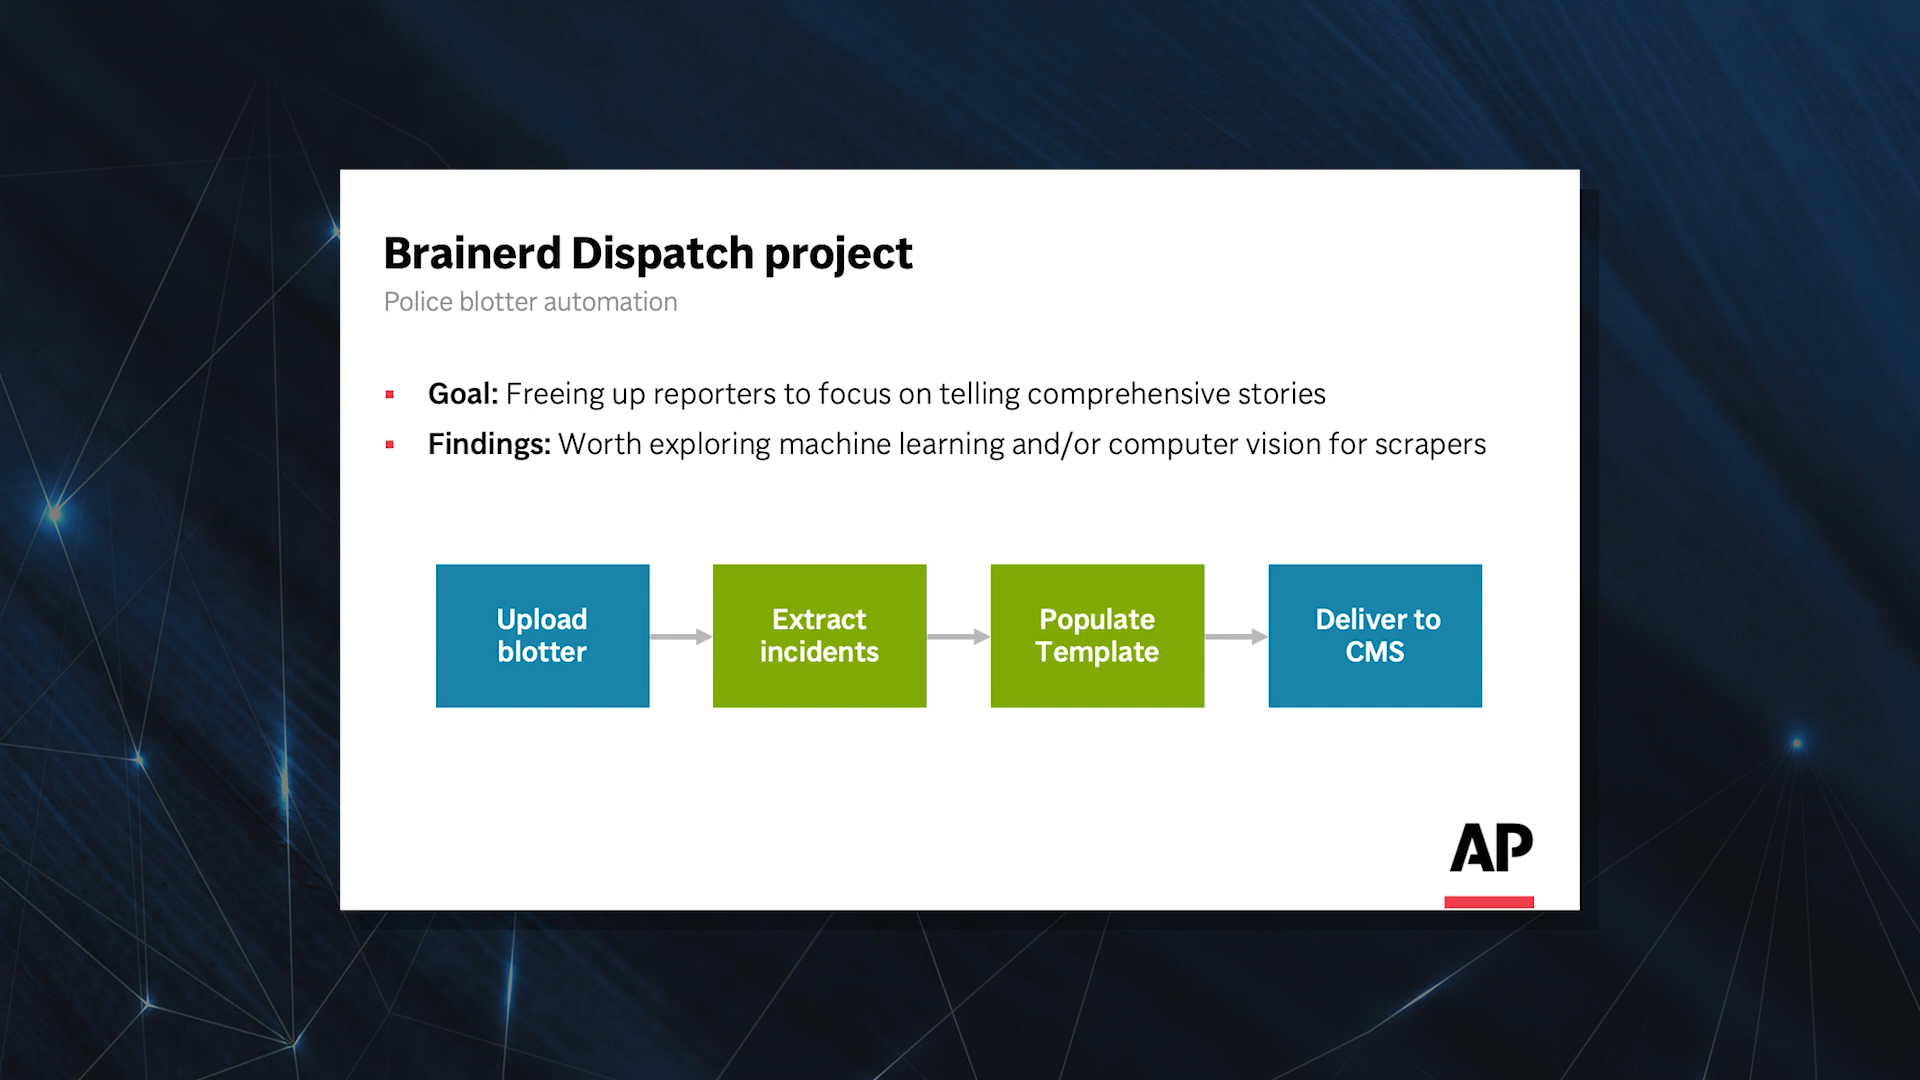 Brainerd Dispatch project
Police blotter automation
▪ Goal: Freeing up reporters to focus on telling comprehensive stories
▪ Findings: Worth exploring machine learning and/or computer vision for scrapers
Upload
blotter
Extract
incidents
Populate
Template
Deliver to
CMS
AP